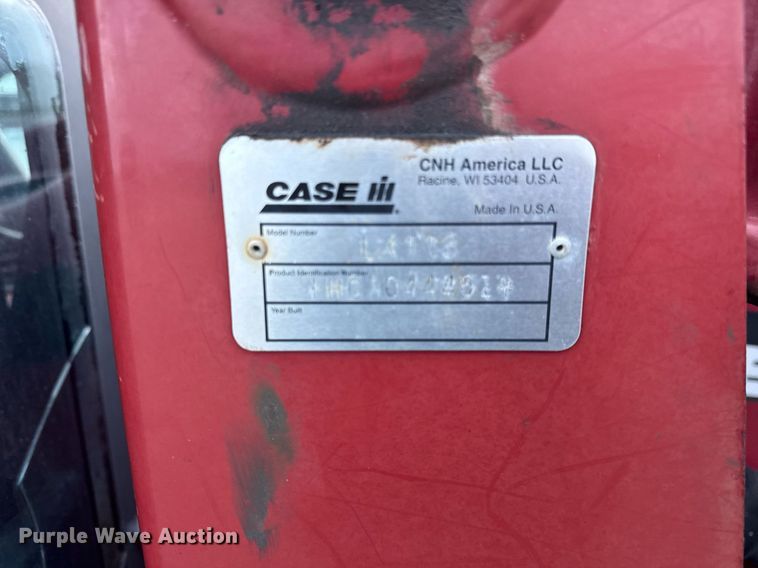 CNH America LLC
Racine, WI 53404 U.S.A.
CASE III
Made In U.S.A.
Model Number
Product Identification Number
Year Built
Purple Wave Auction